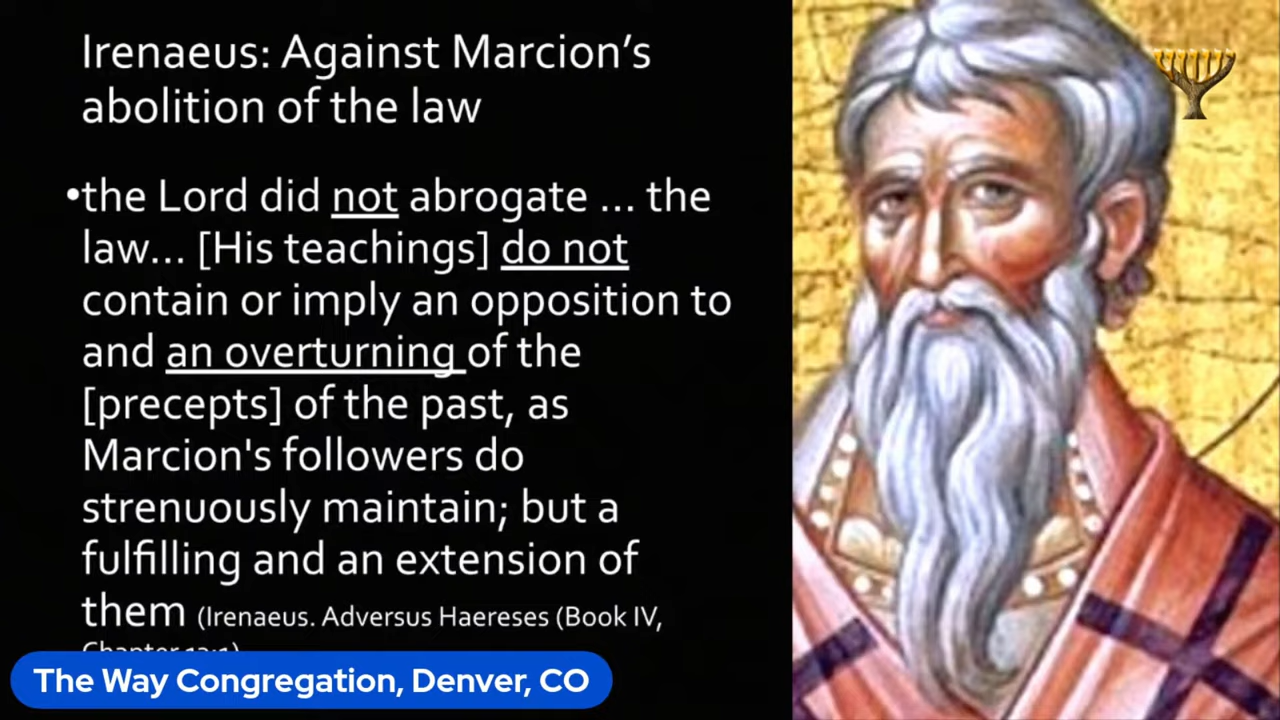 Irenaeus: Against Marcion’s
abolition of the law
•the Lord did not abrogate ... the
law... [His teachings] do not
contain or imply an opposition to
and an overturning of the
[precepts] of the past, as
Marcion's followers do
strenuously maintain; but a
fulfilling and an extension of
them (Irenaeus. Adversus Haereses (Book IV,
Chapter
The Way Congregation, Denver, CO